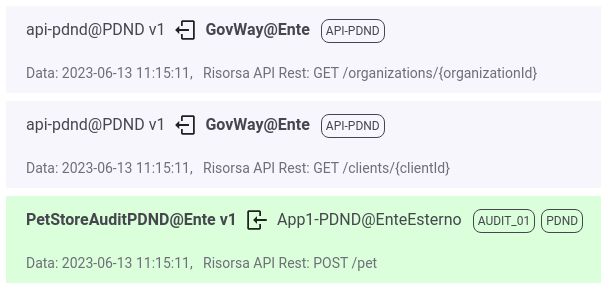 api-pdnd@PDND v1 GovWay@Ente API-PDND
Data: 2023-06-13 11:15:11, Risorsa API Rest: GET /organizations/{organizationId}
api-pdnd@PDND v1 GovWay@Ente API-PDND
Data: 2023-06-13 11:15:11, Risorsa API Rest: GET /clients/{clientId}
PetStoreAuditPDND@Ente v1 App1-PDND@EnteEsterno AUDIT_01 PDND
Data: 2023-06-13 11:15:11, Risorsa API Rest: POST /pet